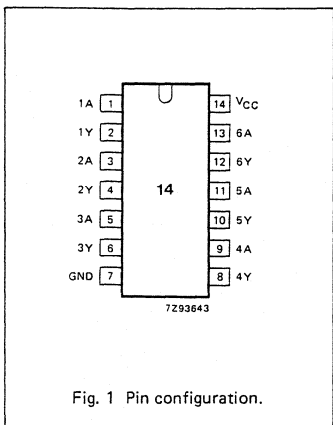 1A 1 14 VCC
1Y 2 13 6A
2A 3 12 6Y
2Y 4 14 11 5A
3A 5 10 5Y
3Y 6 9 4A
GND 7 8 4Y
7Z93643
Fig. 1 Pin configuration.